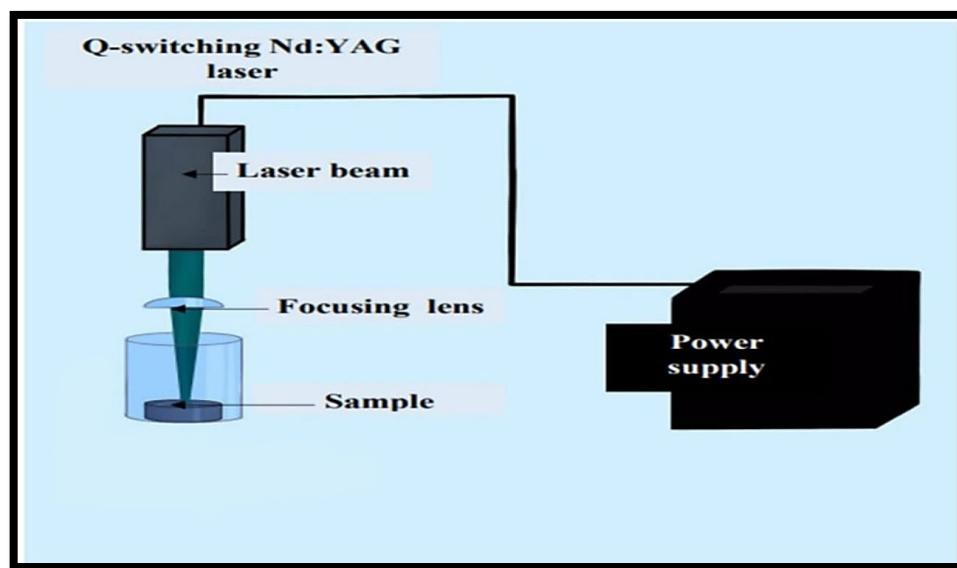 Q-switching Nd:YAG
laser
Laser beam
Focusing lens
Power
supply
Sample